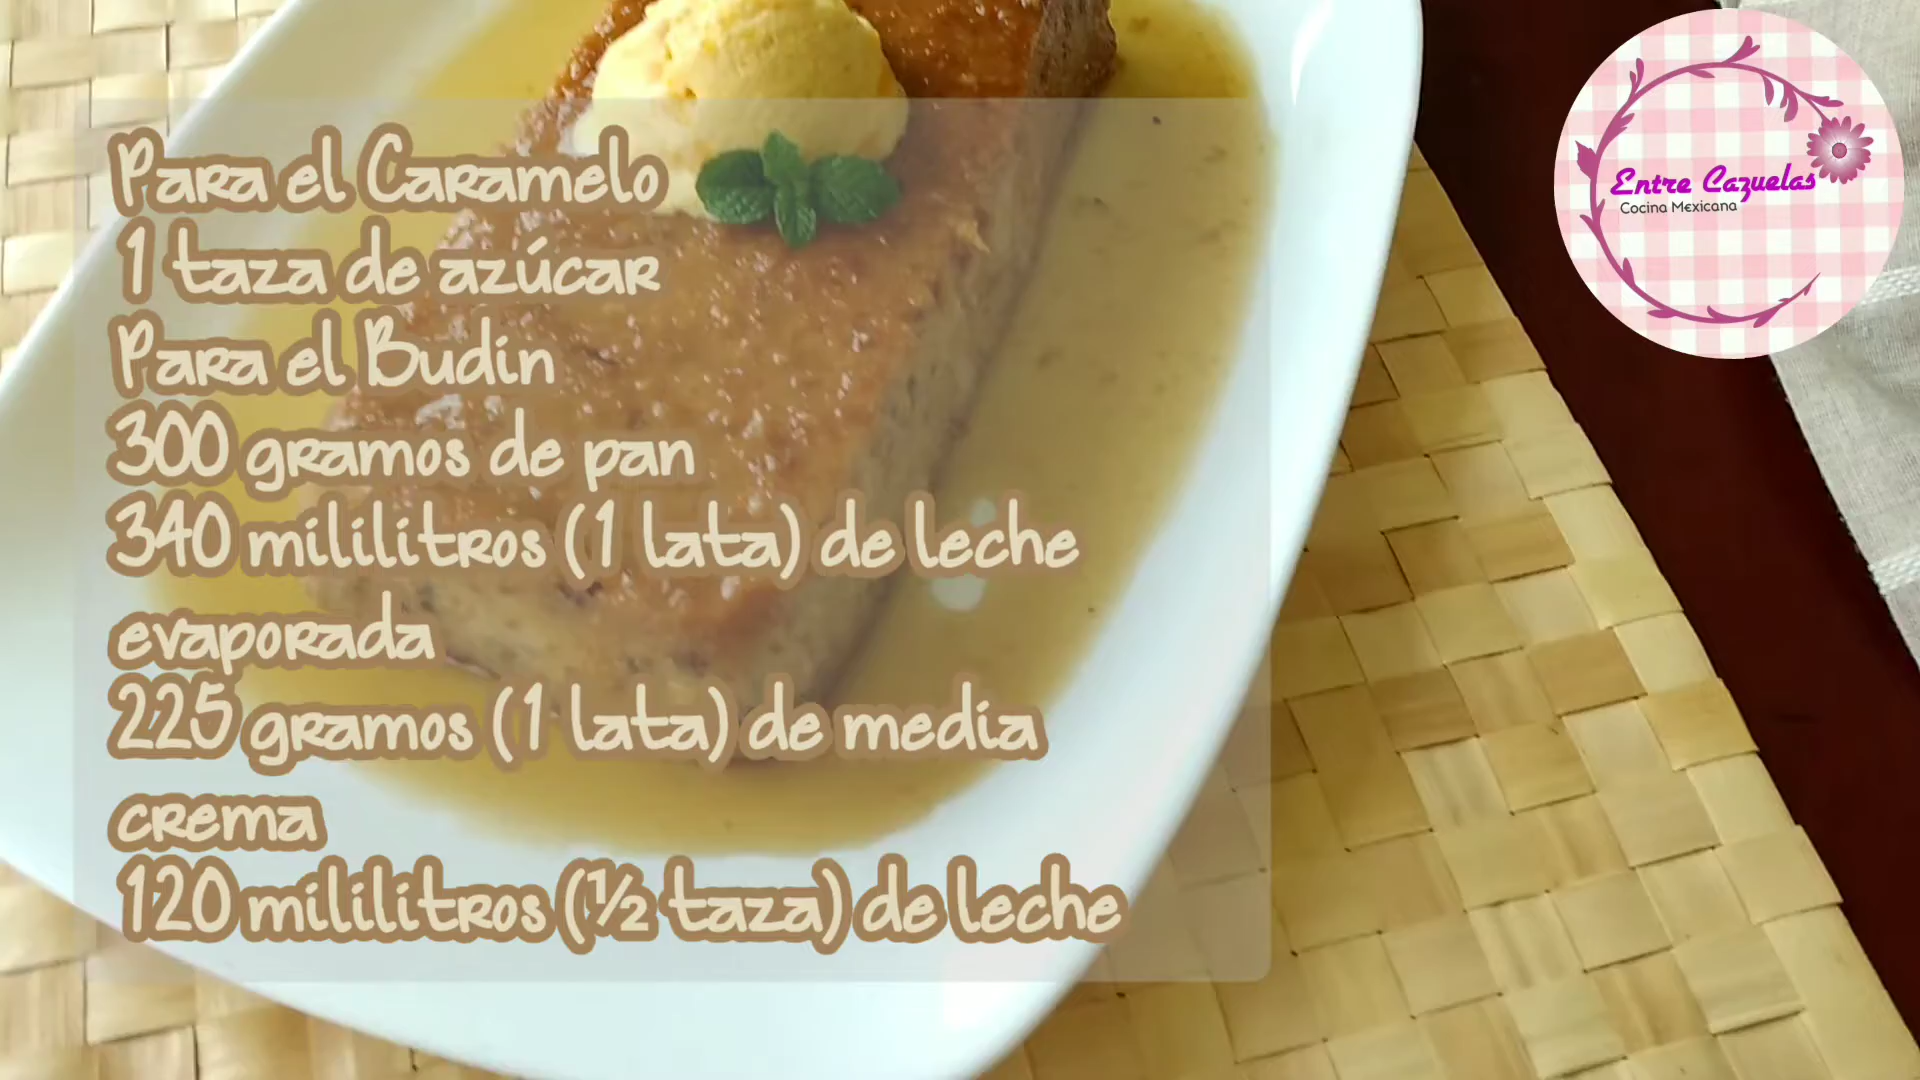 Para el Caramelo
1 taza de azúcar
Para el Budín
300 gramos de pan
340 mililitros (1 lata) de leche
evaporada
225 gramos (1 lata) de media
crema
120 mililitros (½ taza) de leche
Entre Cazuelas
Cocina Mexicana